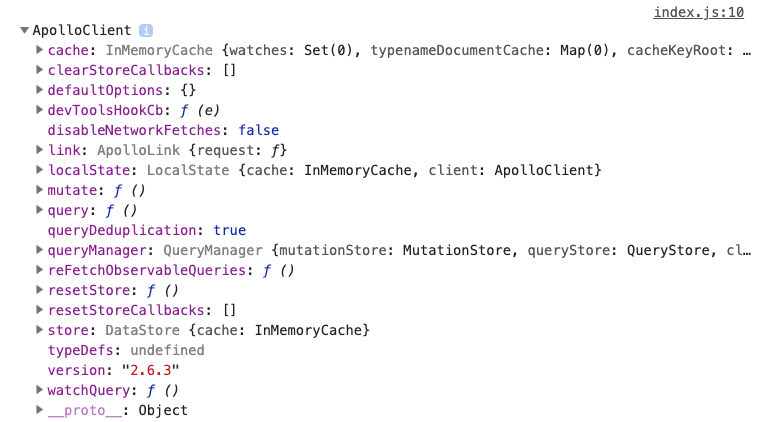 index.js:10
ApolloClient i
cache: InMemoryCache {watches: Set(0), typenameDocumentCache: Map(0), cacheKeyRoot: …
clearStoreCallbacks: []
defaultOptions: {}
devToolsHookCb: ƒ (e)
disableNetworkFetches: false
link: ApolloLink {request: ƒ}
localState: LocalState {cache: InMemoryCache, client: ApolloClient}
mutate: ƒ ()
query: ƒ ()
queryDeduplication: true
queryManager: QueryManager {mutationStore: MutationStore, queryStore: QueryStore, cl…
reFetchObservableQueries: ƒ ()
resetStore: ƒ ()
resetStoreCallbacks: []
store: DataStore {cache: InMemoryCache}
typeDefs: undefined
version: "2.6.3"
watchQuery: ƒ ()
__proto__: Object